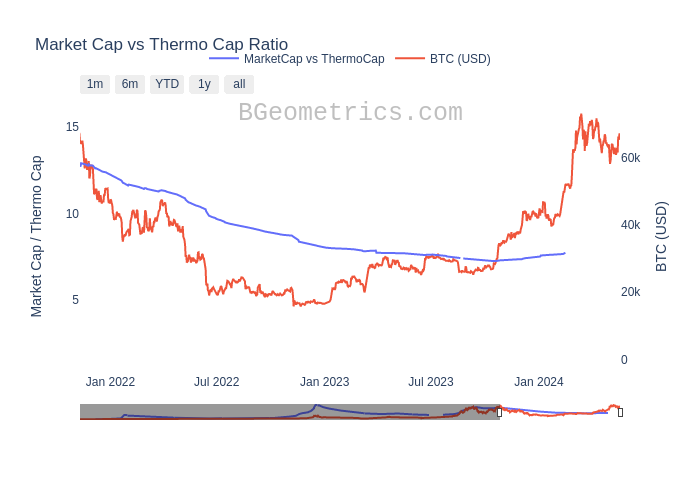 Market Cap vs Thermo Cap Ratio
MarketCap vs ThermoCap
BTC (USD)
1m
6m
YTD
1y
all
BGeometrics.com
15
10
5
Market Cap / Thermo Cap
60k
40k
20k
0
BTC (USD)
Jan 2022
Jul 2022
Jan 2023
Jul 2023
Jan 2024